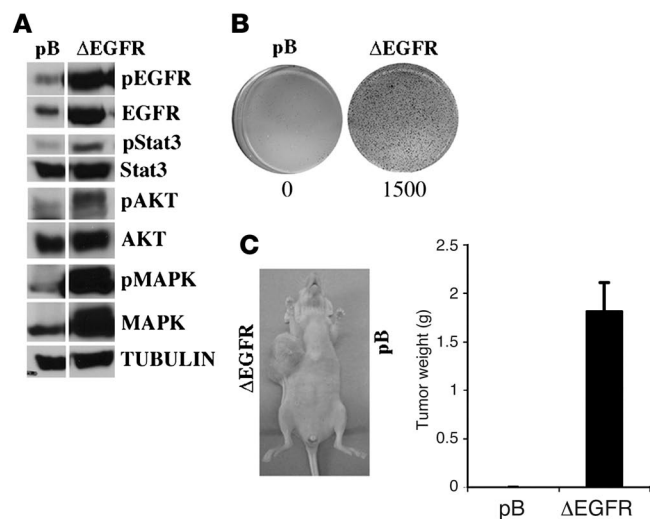 A
pB ΔEGFR
pEGFR
EGFR
pStat3
Stat3
pAKT
AKT
pMAPK
MAPK
TUBULIN
B
pB ΔEGFR
0 1500
C
ΔEGFR
pB
Tumor weight (g)
2.5
2
1.5
1
0.5
0
pB ΔEGFR